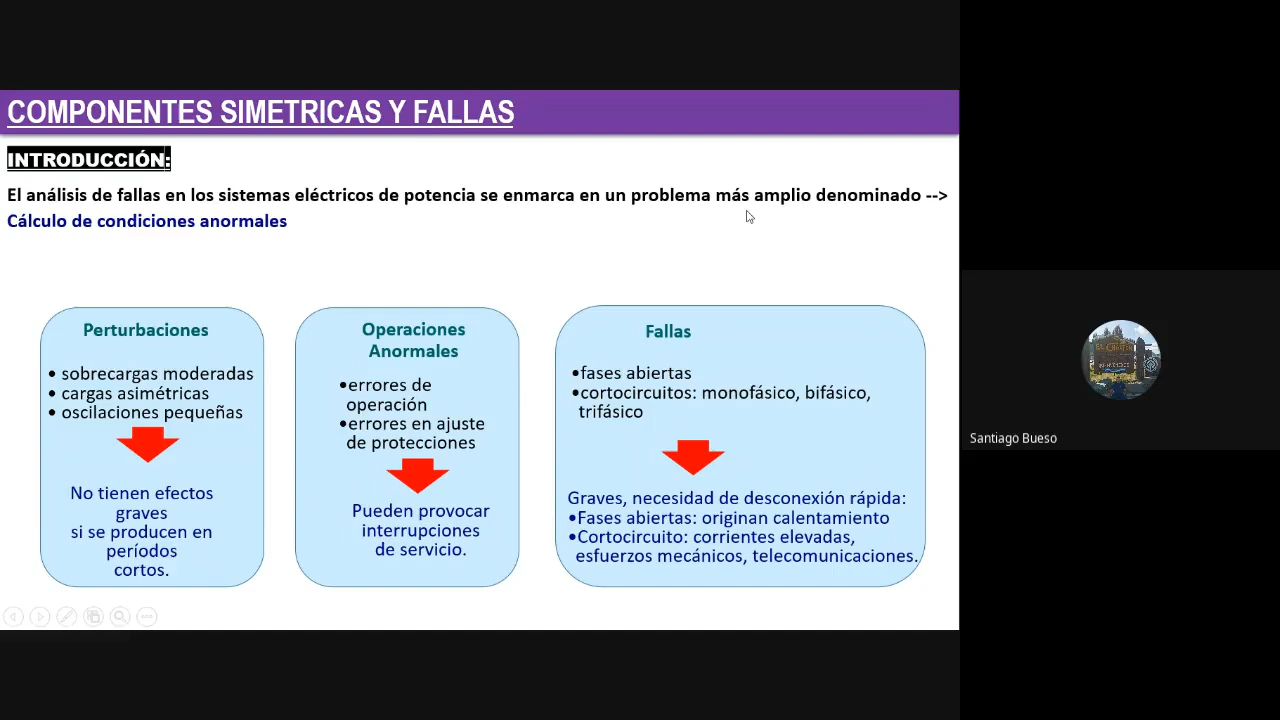 COMPONENTES SIMETRICAS Y FALLAS
INTRODUCCIÓN:
El análisis de fallas en los sistemas eléctricos de potencia se enmarca en un problema más amplio denominado -->
Cálculo de condiciones anormales
Perturbaciones
• sobrecargas moderadas
• cargas asimétricas
• oscilaciones pequeñas
No tienen efectos
graves
si se producen en
períodos
cortos.
Operaciones
Anormales
•errores de
operación
•errores en ajuste
de protecciones
Pueden provocar
interrupciones
de servicio.
Fallas
•fases abiertas
•cortocircuitos: monofásico, bifásico,
trifásico
Graves, necesidad de desconexión rápida:
•Fases abiertas: originan calentamiento
•Cortocircuito: corrientes elevadas,
esfuerzos mecánicos, telecomunicaciones.
Santiago Bueso